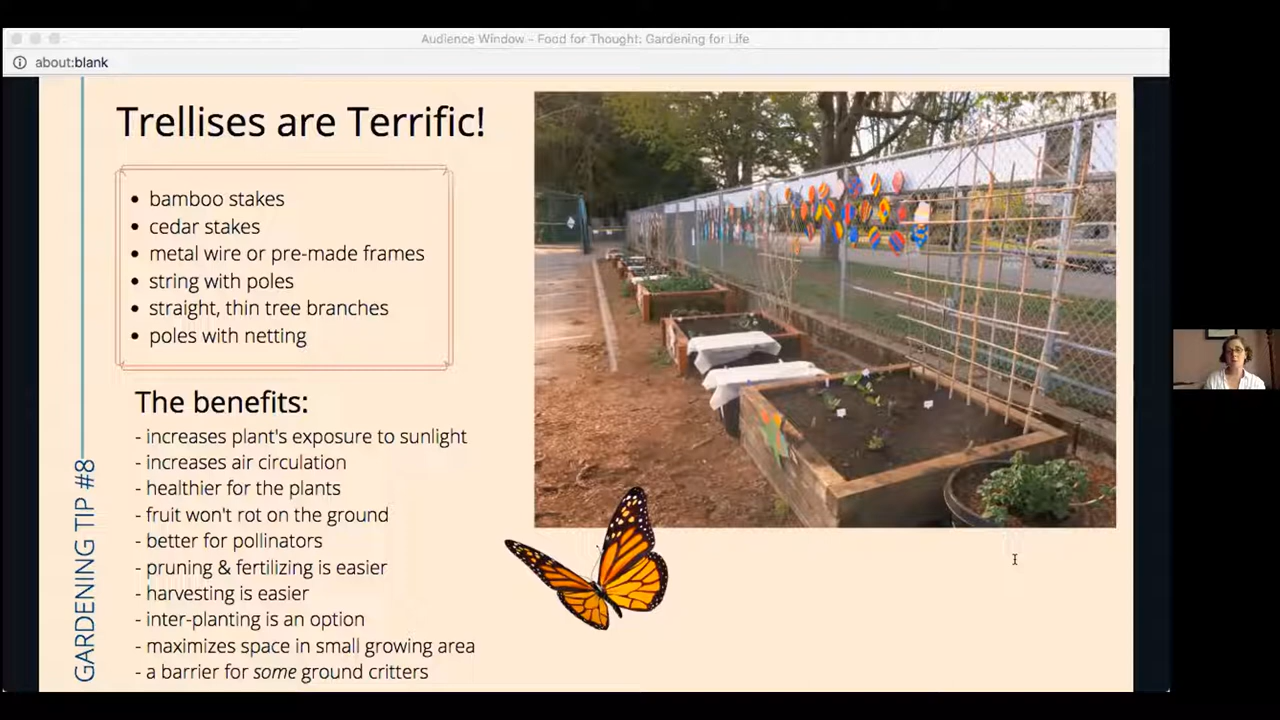 Audience Window – Food for Thought: Gardening for Life
about:blank
Trellises are Terrific!
• bamboo stakes
• cedar stakes
• metal wire or pre-made frames
• string with poles
• straight, thin tree branches
• poles with netting
The benefits:
- increases plant's exposure to sunlight
- increases air circulation
- healthier for the plants
- fruit won't rot on the ground
- better for pollinators
- pruning & fertilizing is easier
- harvesting is easier
- inter-planting is an option
- maximizes space in small growing area
- a barrier for some ground critters
GARDENING TIP #8